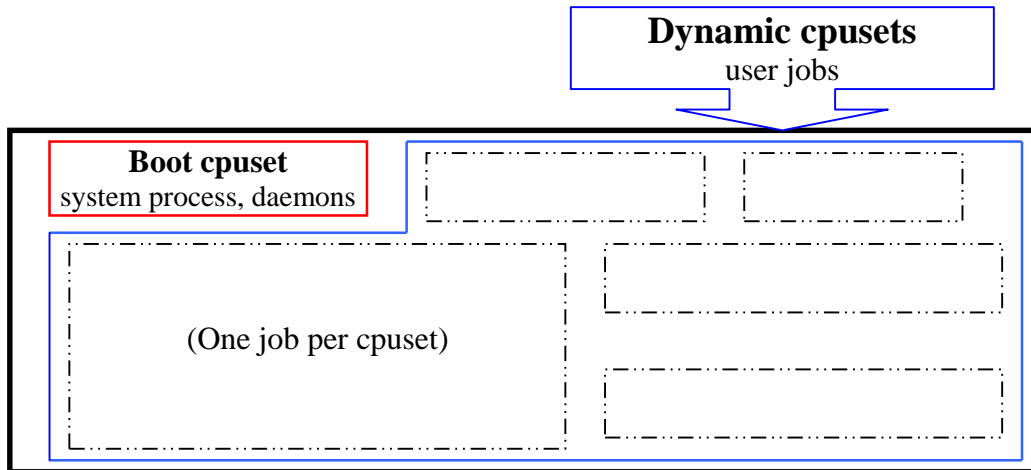 Dynamic cpusets
user jobs
Boot cpuset
system process, daemons
(One job per cpuset)